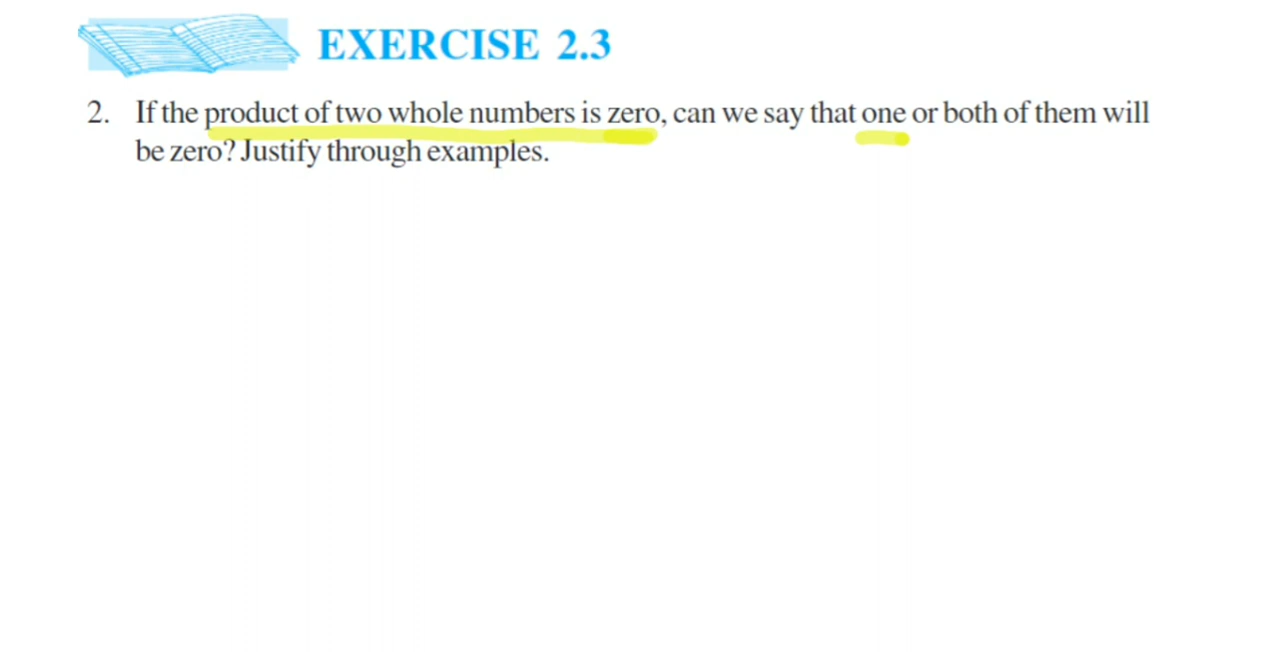 EXERCISE 2.3
2. If the product of two whole numbers is zero, can we say that one or both of them will
be zero? Justify through examples.